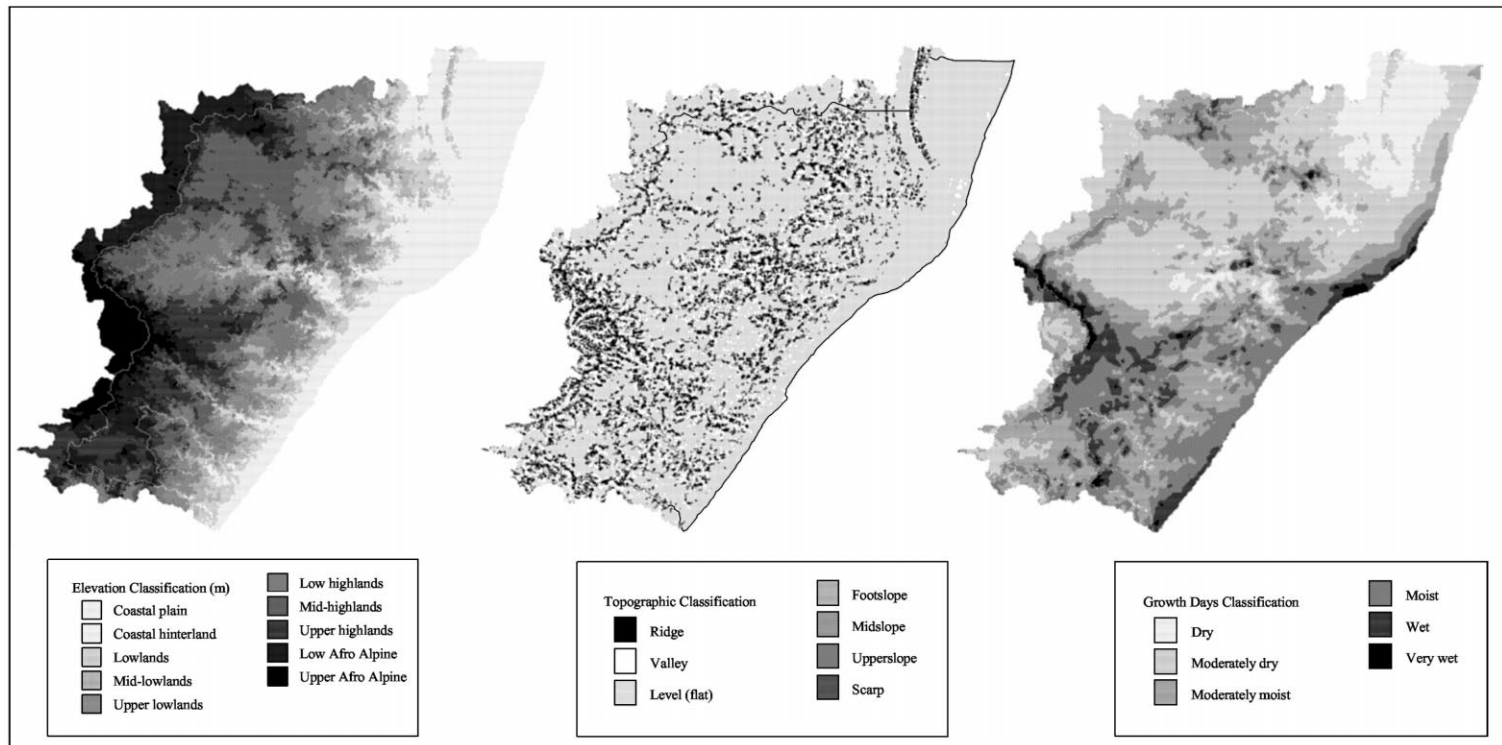 Elevation Classification (m)
Coastal plain
Coastal hinterland
Lowlands
Mid-lowlands
Upper lowlands
Low highlands
Mid-highlands
Upper highlands
Low Afro Alpine
Upper Afro Alpine
Topographic Classification
Ridge
Valley
Level (flat)
Footslope
Midslope
Upperslope
Scarp
Growth Days Classification
Dry
Moderately dry
Moderately moist
Moist
Wet
Very wet